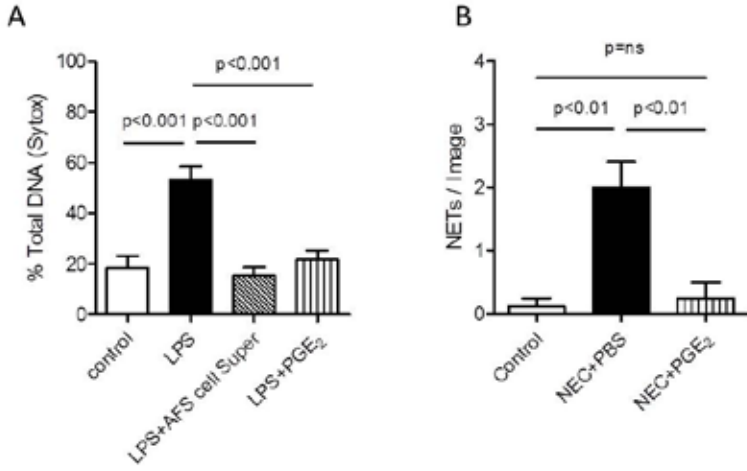 A
% Total DNA (Sytox)
100
80
60
40
20
0
p<0.001
p<0.001
p<0.001
control
LPS
LPS+AFS cell Super
LPS+PGE₂
B
NETs / Image
4
3
2
1
0
p=ns
p<0.01
p<0.01
Control
NEC+PBS
NEC+PGE₂